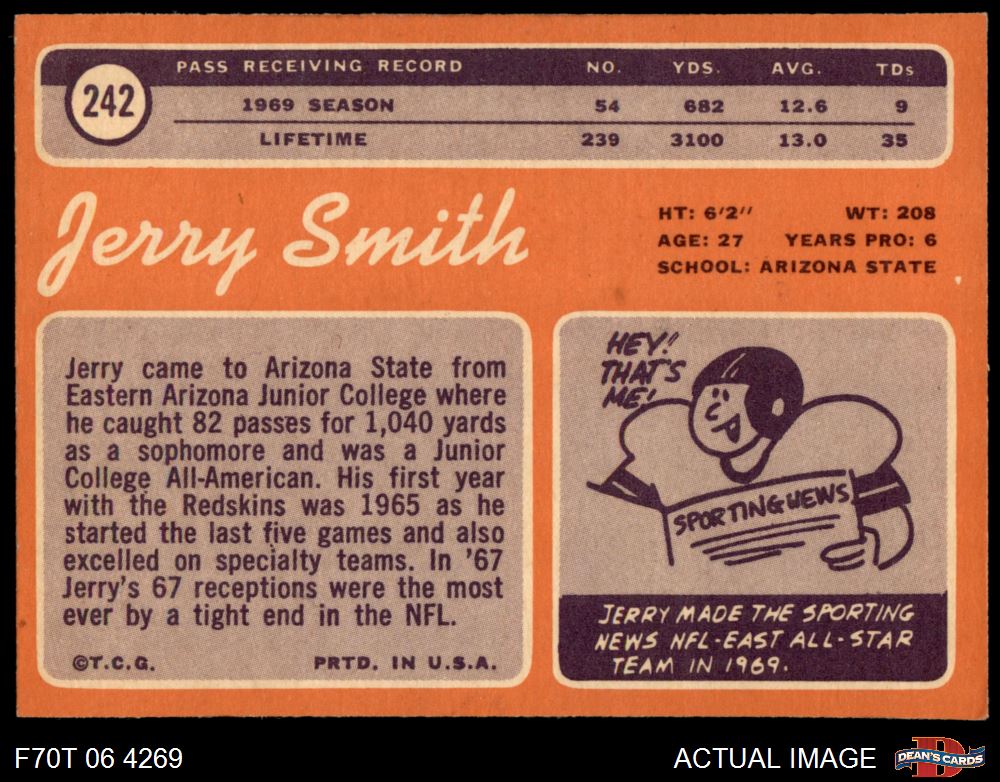 242
PASS RECEIVING RECORD NO. YDS. AVG. TDs
1969 SEASON 54 682 12.6 9
LIFETIME 239 3100 13.0 35
Jerry Smith
HT: 6'2" WT: 208
AGE: 27 YEARS PRO: 6
SCHOOL: ARIZONA STATE
Jerry came to Arizona State from
Eastern Arizona Junior College where
he caught 82 passes for 1,040 yards
as a sophomore and was a Junior
College All-American. His first year
with the Redskins was 1965 as he
started the last five games and also
excelled on specialty teams. In '67
Jerry's 67 receptions were the most
ever by a tight end in the NFL.
©T.C.G. PRTD. IN U.S.A.
HEY!
THAT'S
ME!
SPORTING NEWS
JERRY MADE THE SPORTING
NEWS NFL-EAST ALL-STAR
TEAM IN 1969.
F70T 06 4269
ACTUAL IMAGE
D
DEAN'S CARDS